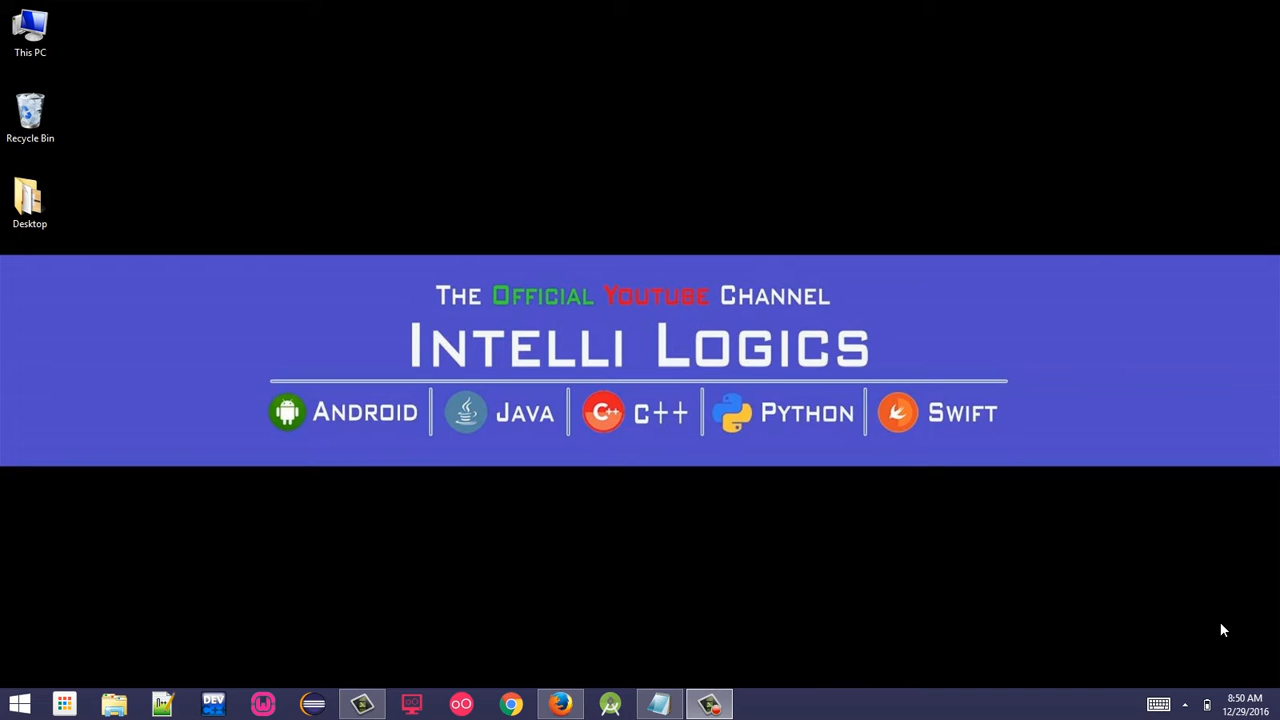 This PC
Recycle Bin
Desktop
The Official Youtube Channel
Intelli Logics
Android Java C++ C++ Python Swift
n++
DEV
C++
8:50 AM
12/29/2016